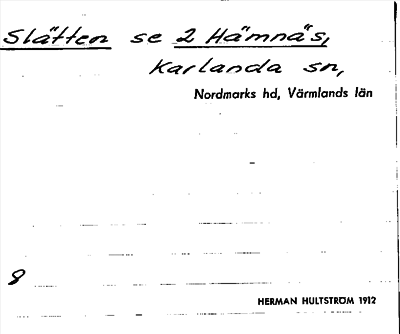 Slätten se 2 Hämnäs,
Karlanda sn,
Nordmarks hd, Värmlands län
8
HERMAN HULTSTRÖM 1912